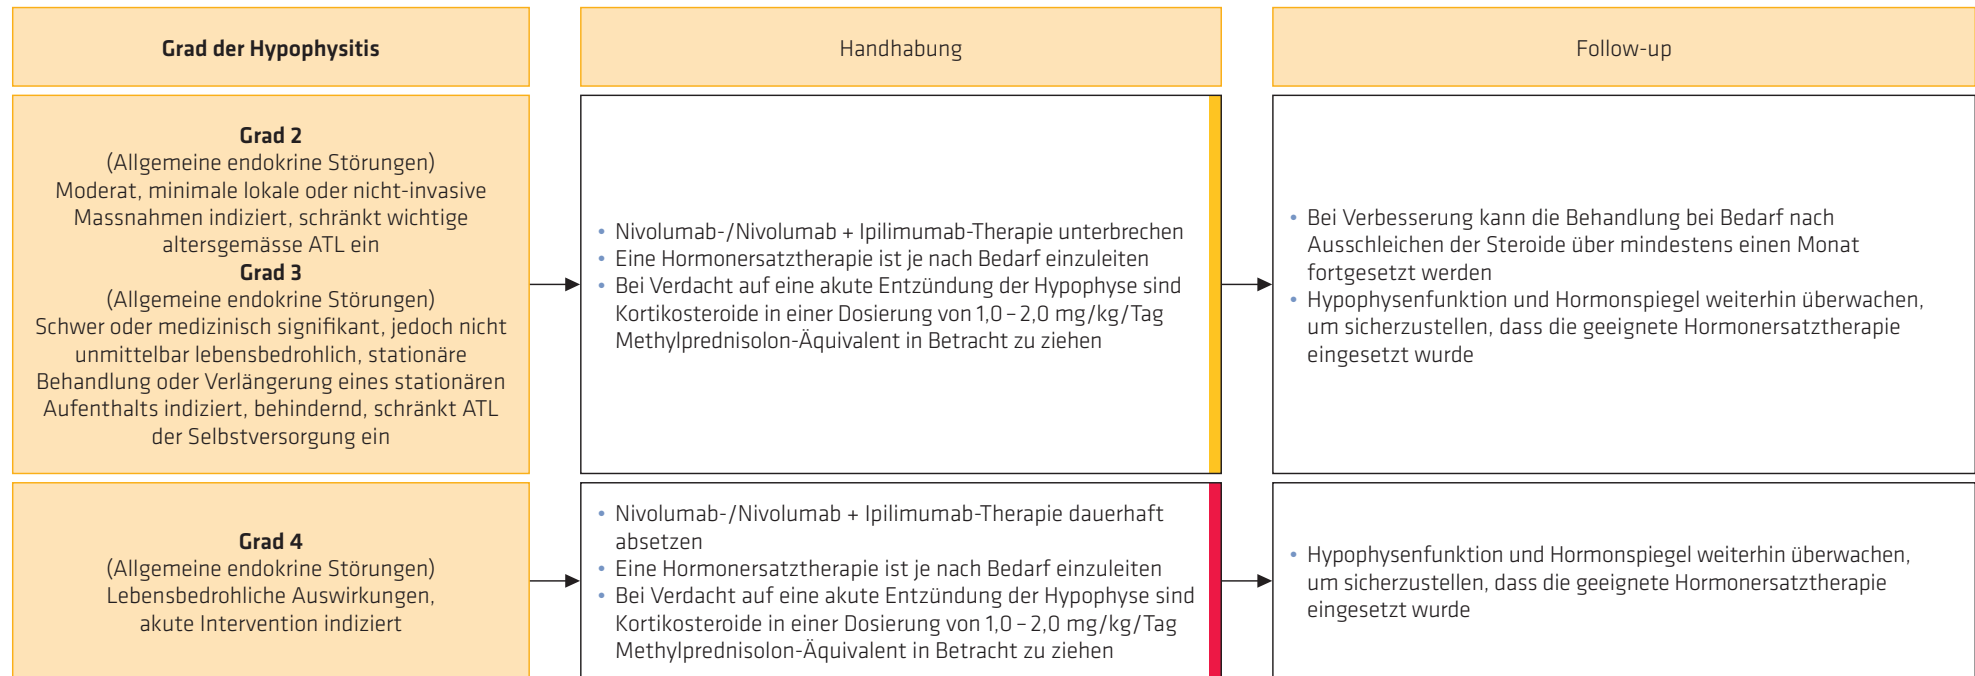 Grad der Hypophysitis
Handhabung
Follow-up
Grad 2
(Allgemeine endokrine Störungen)
Moderat, minimale lokale oder nicht-invasive
Massnahmen indiziert, schränkt wichtige
altersgemässe ATL ein
Grad 3
(Allgemeine endokrine Störungen)
Schwer oder medizinisch signifikant, jedoch nicht
unmittelbar lebensbedrohlich, stationäre
Behandlung oder Verlängerung eines stationären
Aufenthalts indiziert, behindernd, schränkt ATL
der Selbstversorgung ein
• Nivolumab-/Nivolumab + Ipilimumab-Therapie unterbrechen
• Eine Hormonersatztherapie ist je nach Bedarf einzuleiten
• Bei Verdacht auf eine akute Entzündung der Hypophyse sind
Kortikosteroide in einer Dosierung von 1,0 – 2,0 mg/kg/Tag
Methylprednisolon-Äquivalent in Betracht zu ziehen
• Bei Verbesserung kann die Behandlung bei Bedarf nach
Ausschleichen der Steroide über mindestens einen Monat
fortgesetzt werden
• Hypophysenfunktion und Hormonspiegel weiterhin überwachen,
um sicherzustellen, dass die geeignete Hormonersatztherapie
eingesetzt wurde
Grad 4
(Allgemeine endokrine Störungen)
Lebensbedrohliche Auswirkungen,
akute Intervention indiziert
• Nivolumab-/Nivolumab + Ipilimumab-Therapie dauerhaft
absetzen
• Eine Hormonersatztherapie ist je nach Bedarf einzuleiten
• Bei Verdacht auf eine akute Entzündung der Hypophyse sind
Kortikosteroide in einer Dosierung von 1,0 – 2,0 mg/kg/Tag
Methylprednisolon-Äquivalent in Betracht zu ziehen
• Hypophysenfunktion und Hormonspiegel weiterhin überwachen,
um sicherzustellen, dass die geeignete Hormonersatztherapie
eingesetzt wurde